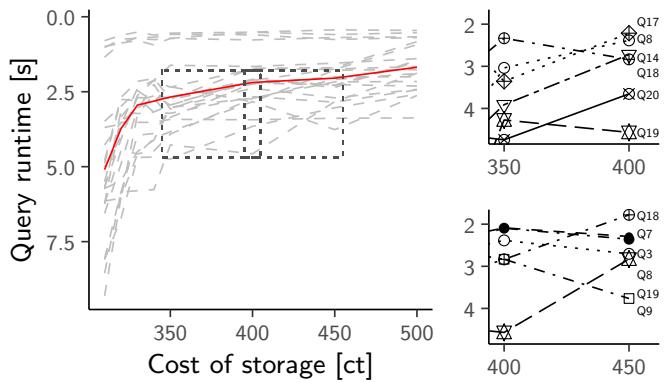 Query runtime [s]
0.0
2.5
5.0
7.5
350
400
450
500
Cost of storage [ct]
2
3
4
350
400
Q17
Q8
Q14
Q18
Q20
Q19
2
3
4
400
450
Q18
Q7
Q3
Q8
Q19
Q9